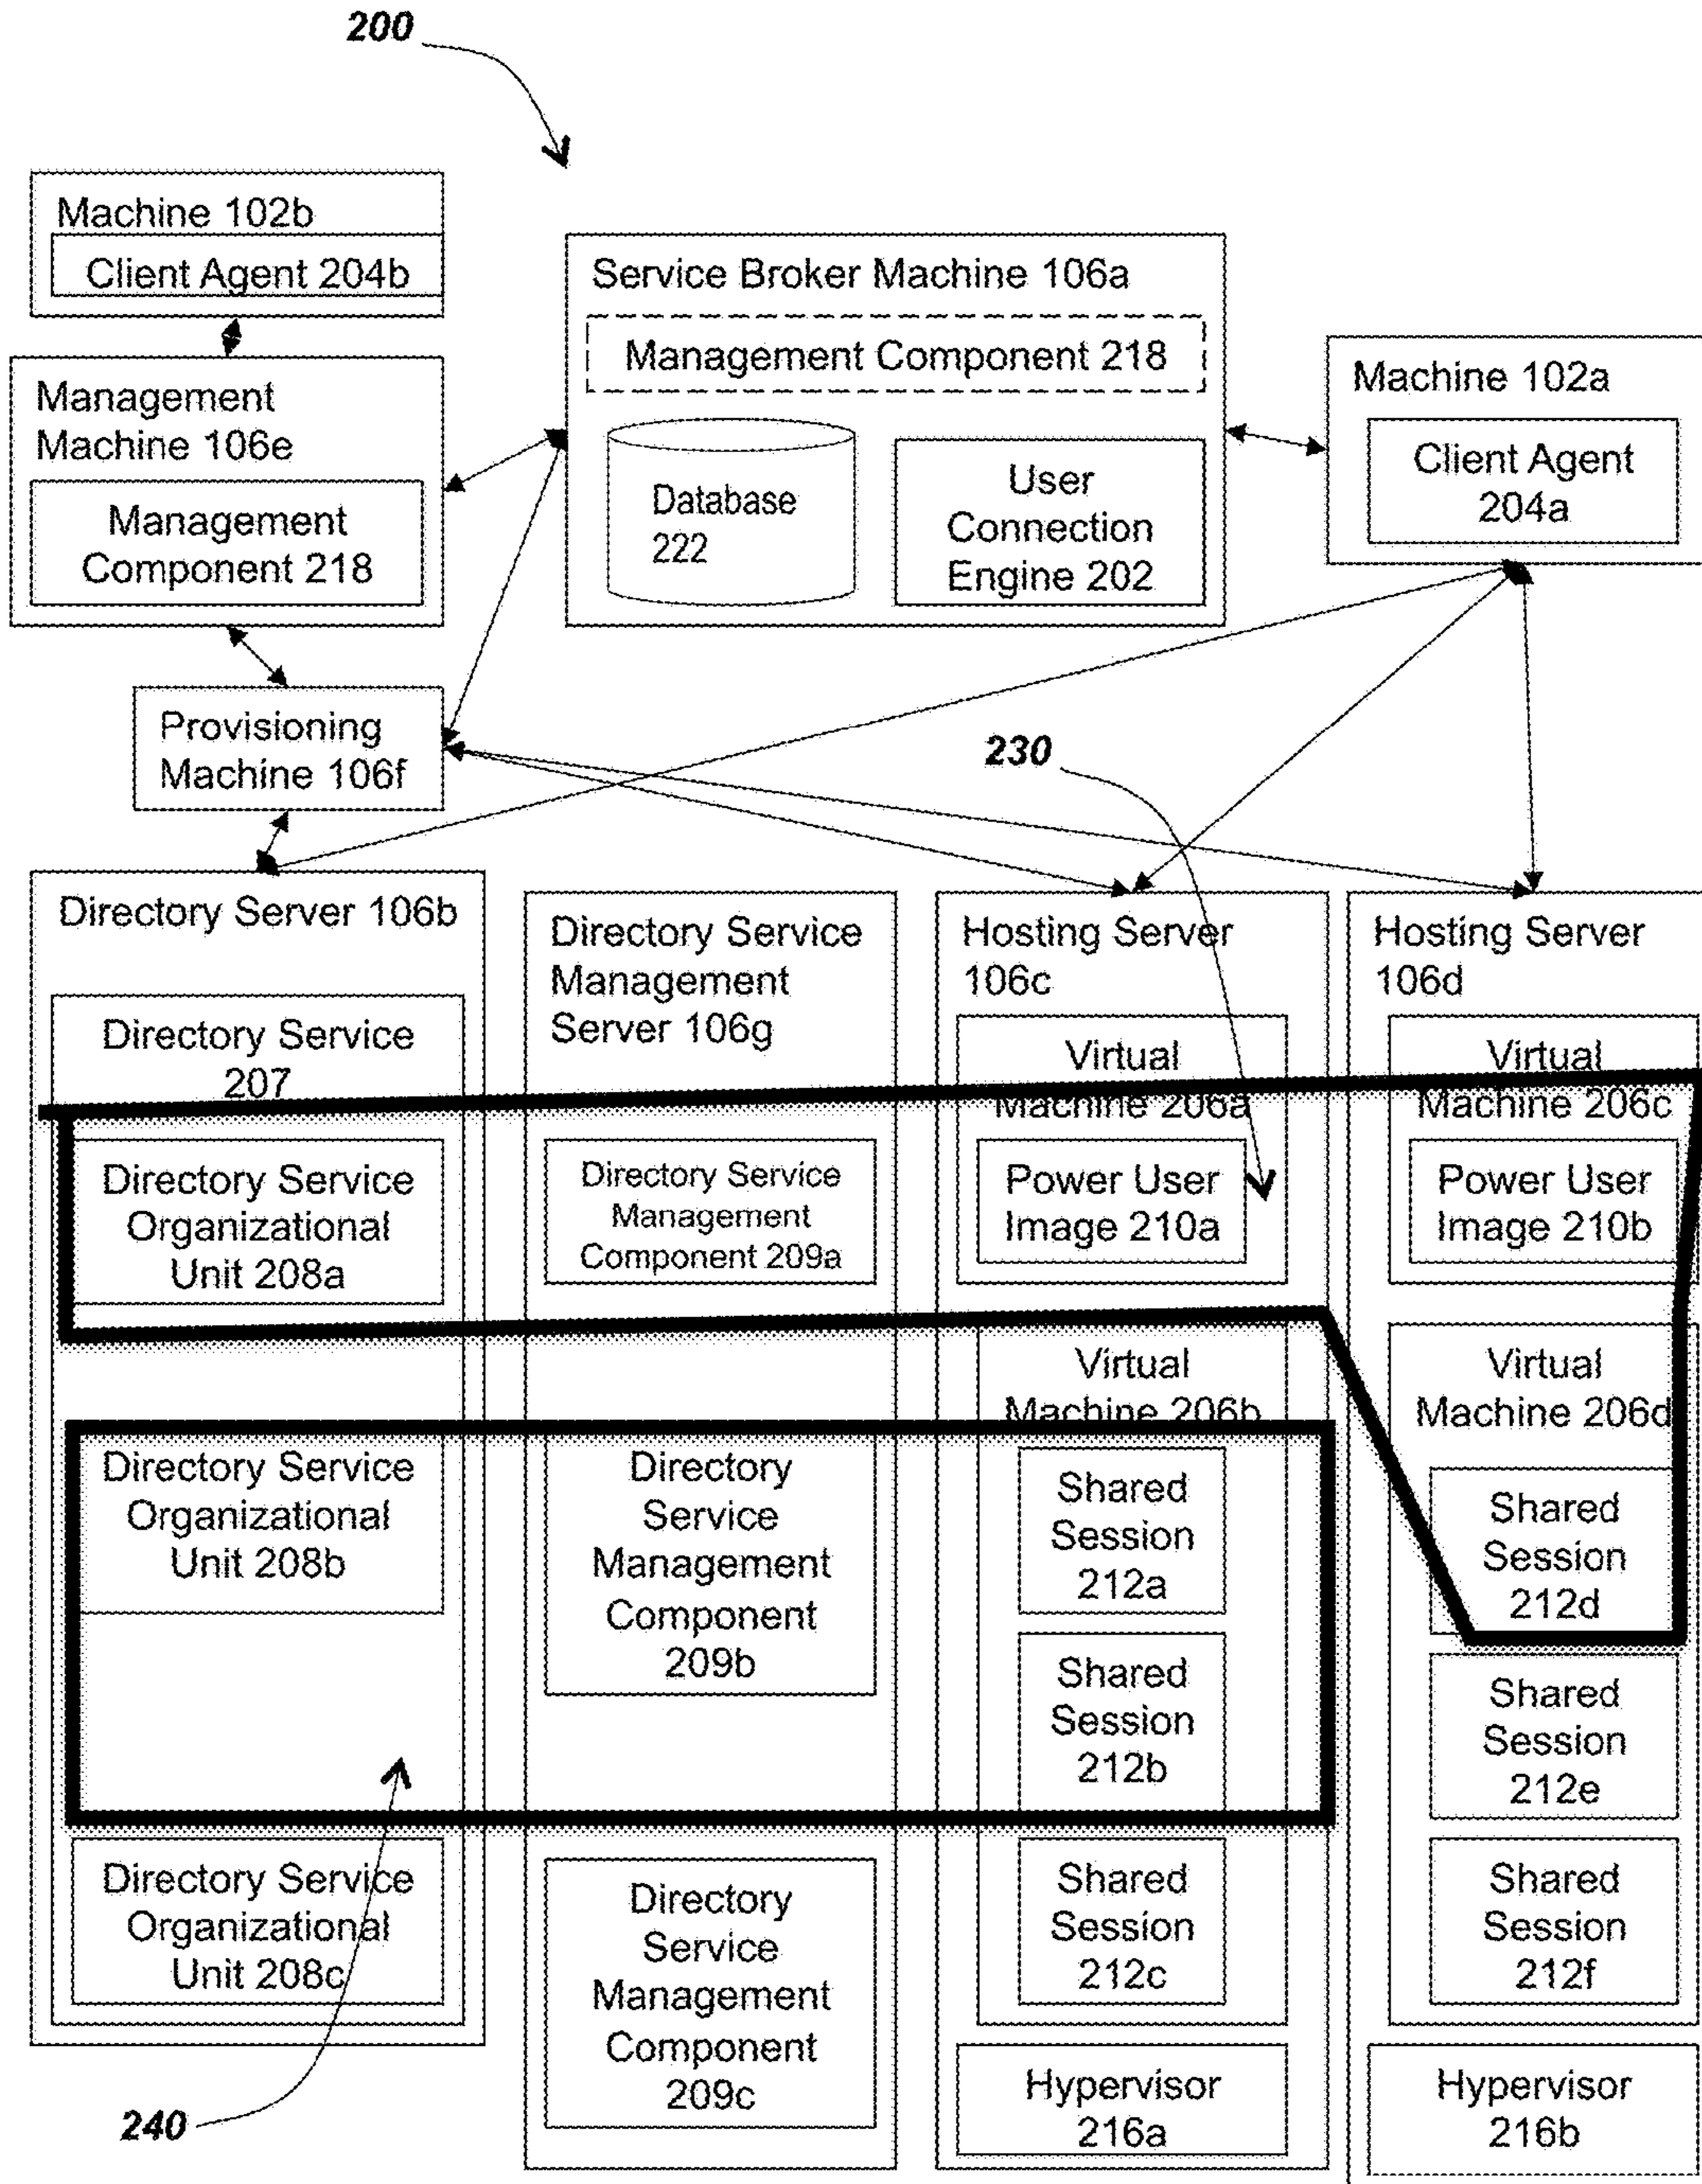 200
Machine 102b
Client Agent 204b
Service Broker Machine 106a
Management Component 218
Database
222
User
Connection
Engine 202
Machine 102a
Client Agent
204a
Management
Machine 106e
Management
Component 218
Provisioning
Machine 106f
230
Directory Server 106b
Directory Service
207
Directory Service
Organizational
Unit 208a
Directory Service
Organizational
Unit 208b
Directory Service
Organizational
Unit 208c
240
Directory Service
Management
Server 106g
Directory Service
Management
Component 209a
Directory
Service
Management
Component
209b
Directory
Service
Management
Component
209c
Hosting Server
106c
Virtual
Machine 206a
Power User
Image 210a
Virtual
Machine 206b
Shared
Session
212a
Shared
Session
212b
Shared
Session
212c
Hypervisor
216a
Hosting Server
106d
Virtual
Machine 206c
Power User
Image 210b
Virtual
Machine 206d
Shared
Session
212d
Shared
Session
212e
Shared
Session
212f
Hypervisor
216b